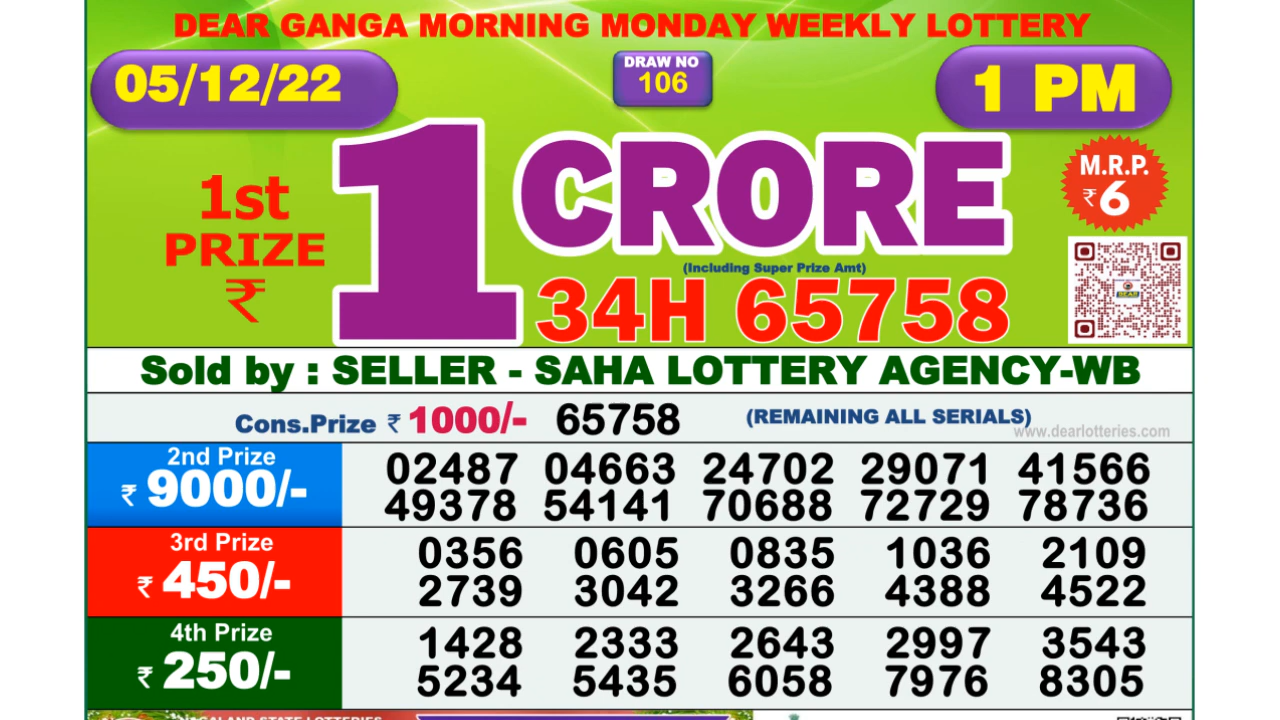 DEAR GANGA MORNING MONDAY WEEKLY LOTTERY
05/12/22
DRAW NO
106
1 PM
1st
PRIZE
₹
1 CRORE
(Including Super Prize Amt)
34H 65758
M.R.P.
₹ 6
DEAR
Sold by : SELLER - SAHA LOTTERY AGENCY-WB
Cons.Prize ₹ 1000/- 65758 (REMAINING ALL SERIALS)
www.dearlotteries.com
2nd Prize
₹ 9000/-
02487 04663 24702 29071 41566
49378 54141 70688 72729 78736
3rd Prize
₹ 450/-
0356 0605 0835 1036 2109
2739 3042 3266 4388 4522
4th Prize
₹ 250/-
1428 2333 2643 2997 3543
5234 5435 6058 7976 8305